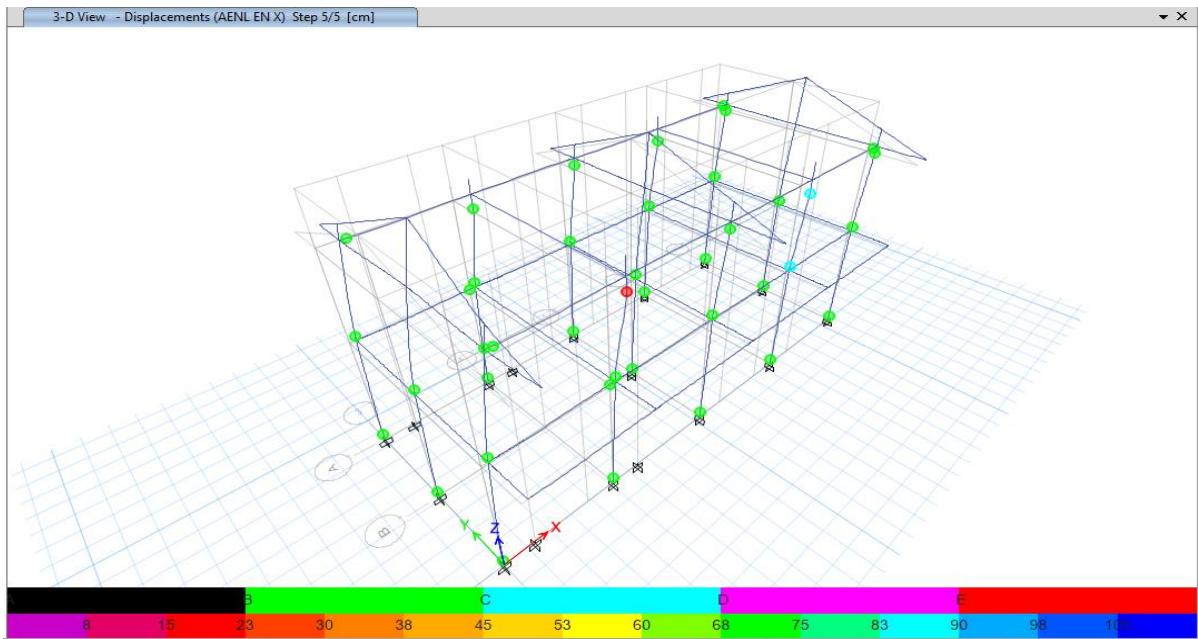 3-D View - Displacements (AENL EN X) Step 5/5 [cm]
A
B
Y
Z
X
B
C
D
E
8 15 23 30 38 45 53 60 68 75 83 90 98